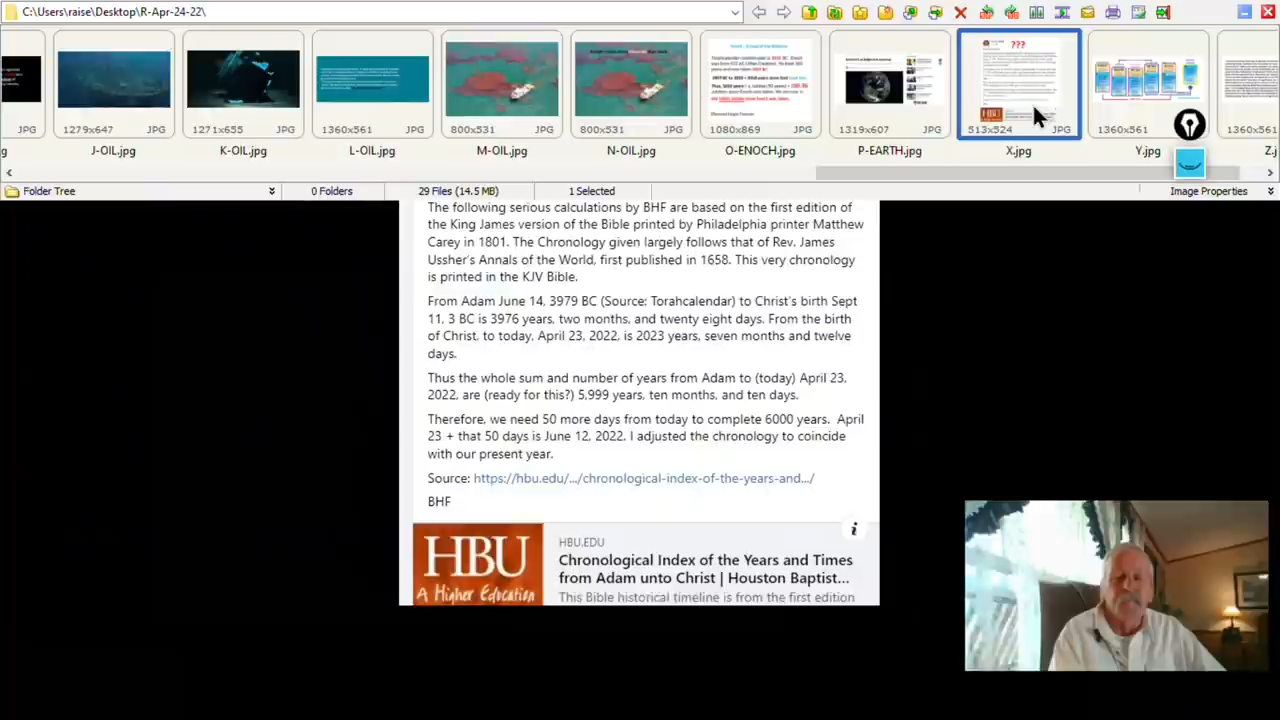 C:\Users\raise\Desktop\R-Apr-24-22\
???
1279x647 JPG
1271x655 JPG
1360x561 JPG
800x531 JPG
800x531 JPG
1080x869 JPG
1319x607 JPG
513x524 JPG
1360x561 JPG
1360x561
JPG
g
J-OIL.jpg
K-OIL.jpg
L-OIL.jpg
M-OIL.jpg
N-OIL.jpg
O-ENOCH.jpg
P-EARTH.jpg
X.jpg
Y.jpg
Z.j
Folder Tree
0 Folders
29 Files (14.5 MB)
1 Selected
Image Properties
The following serious calculations by BHF are based on the first edition of
the King James version of the Bible printed by Philadelphia printer Matthew
Carey in 1801. The Chronology given largely follows that of Rev. James
Ussher's Annals of the World, first published in 1658. This very chronology
is printed in the KJV Bible.
From Adam June 14, 3979 BC (Source: Torahcalendar) to Christ's birth Sept
11, 3 BC is 3976 years, two months, and twenty eight days. From the birth
of Christ, to today, April 23, 2022, is 2023 years, seven months and twelve
days.
Thus the whole sum and number of years from Adam to (today) April 23,
2022, are (ready for this?) 5,999 years, ten months, and ten days.
Therefore, we need 50 more days from today to complete 6000 years. April
23 + that 50 days is June 12, 2022. I adjusted the chronology to coincide
with our present year.
Source: https://hbu.edu/.../chronological-index-of-the-years-and.../
BHF
HBU
A Higher Education
HBU.EDU
Chronological Index of the Years and Times
from Adam unto Christ | Houston Baptist...
This Bible historical timeline is from the first edition